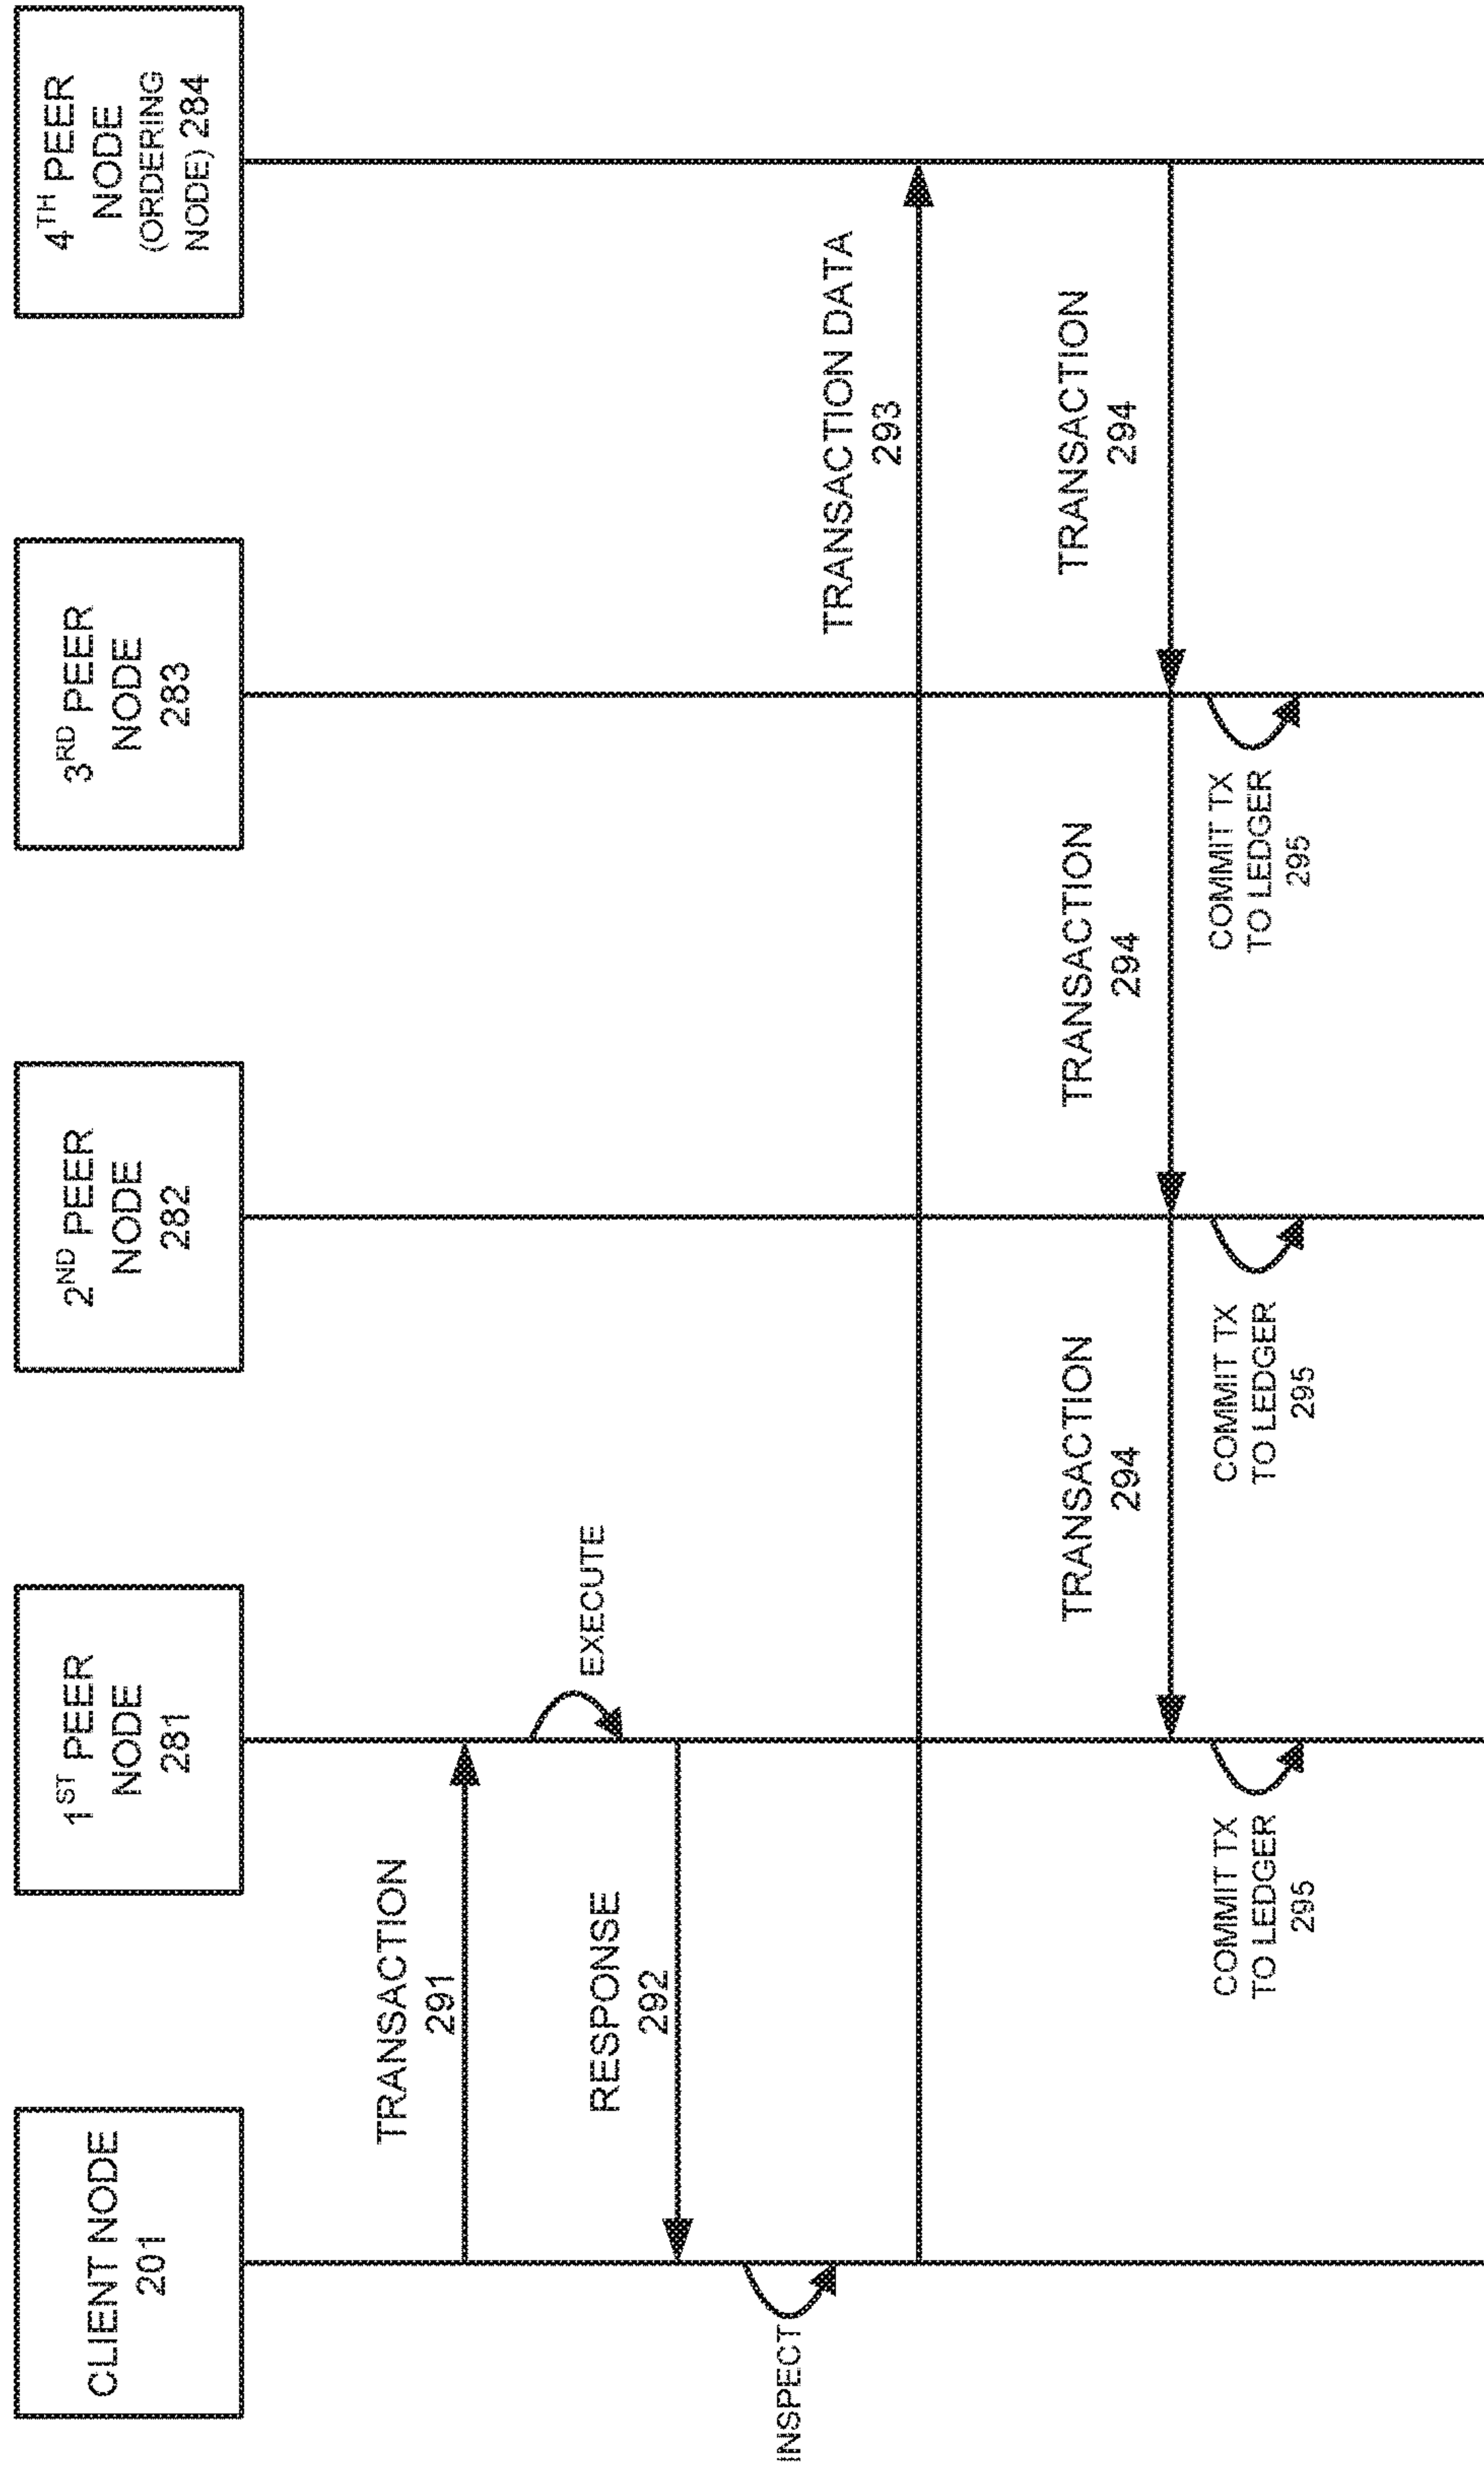 CLIENT NODE
201
1ST PEER
NODE
281
2ND PEER
NODE
282
3RD PEER
NODE
283
4TH PEER
NODE
(ORDERING
NODE) 284
TRANSACTION
291
EXECUTE
RESPONSE
292
INSPECT
TRANSACTION DATA
293
TRANSACTION
294
TRANSACTION
294
TRANSACTION
294
COMMIT TX
TO LEDGER
295
COMMIT TX
TO LEDGER
295
COMMIT TX
TO LEDGER
295